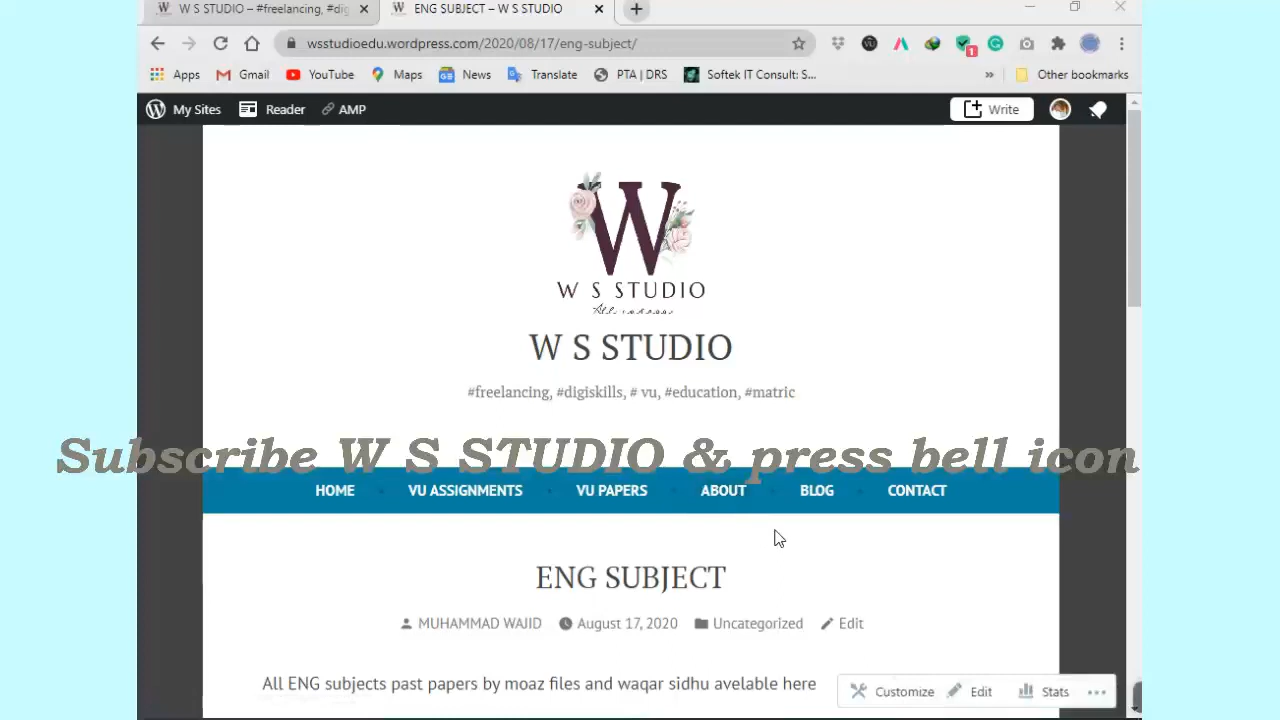 W S STUDIO – #freelancing, #dig
ENG SUBJECT – W S STUDIO
wsstudioedu.wordpress.com/2020/08/17/eng-subject/
1
Apps
Gmail
YouTube
Maps
News
Translate
PTA | DRS
Softek IT Consult: S...
»
Other bookmarks
My Sites
Reader
AMP
Write
W
W S STUDIO
W S STUDIO
#freelancing, #digiskills, # vu, #education, #matric
Subscribe W S STUDIO & press bell icon
HOME
VU ASSIGNMENTS
VU PAPERS
ABOUT
BLOG
CONTACT
ENG SUBJECT
MUHAMMAD WAJID
August 17, 2020
Uncategorized
Edit
All ENG subjects past papers by moaz files and waqar sidhu avelable here
Customize
Edit
Stats